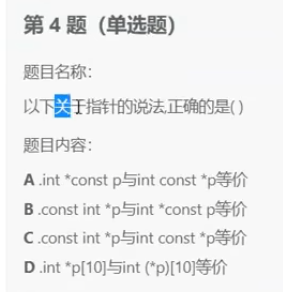 第 4 题（单选题）
题目名称：
以下关于指针的说法,正确的是( )
题目内容：
A .int *const p与int const *p等价
B .const int *p与int *const p等价
C .const int *p与int const *p等价
D .int *p[10]与int (*p)[10]等价